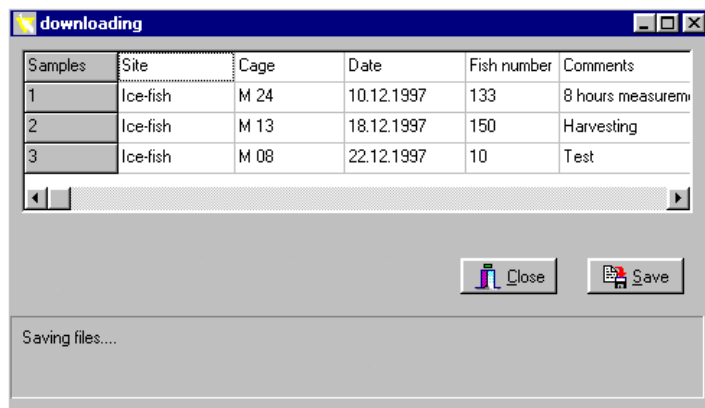 downloading
Samples Site Cage Date Fish number Comments
1 Ice-fish M 24 10.12.1997 133 8 hours
2 Ice-fish M 13 18.12.1997 150 Harvesting
3 Ice-fish M 08 22.12.1997 10 Test
Close Save
Saving files....